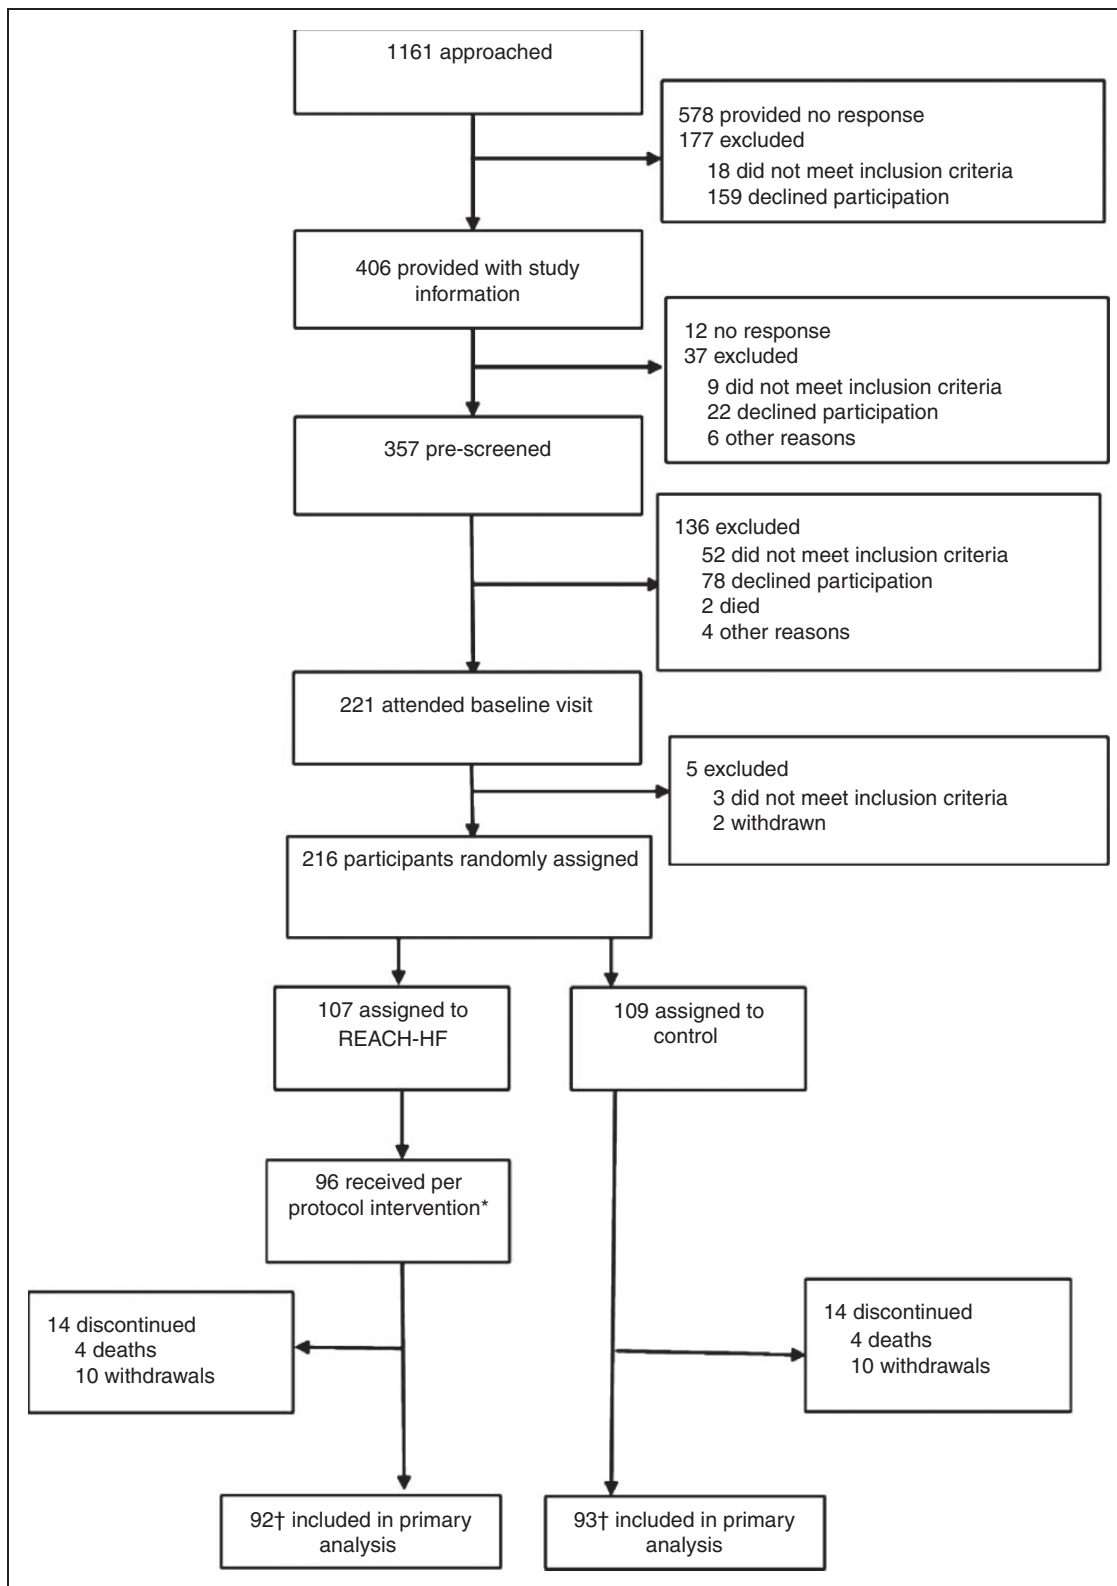 1161 approached
578 provided no response
177 excluded
18 did not meet inclusion criteria
159 declined participation
406 provided with study
information
12 no response
37 excluded
9 did not meet inclusion criteria
22 declined participation
6 other reasons
357 pre-screened
136 excluded
52 did not meet inclusion criteria
78 declined participation
2 died
4 other reasons
221 attended baseline visit
5 excluded
3 did not meet inclusion criteria
2 withdrawn
216 participants randomly assigned
107 assigned to
REACH-HF
109 assigned to
control
96 received per
protocol intervention*
14 discontinued
4 deaths
10 withdrawals
14 discontinued
4 deaths
10 withdrawals
92† included in primary
analysis
93† included in primary
analysis